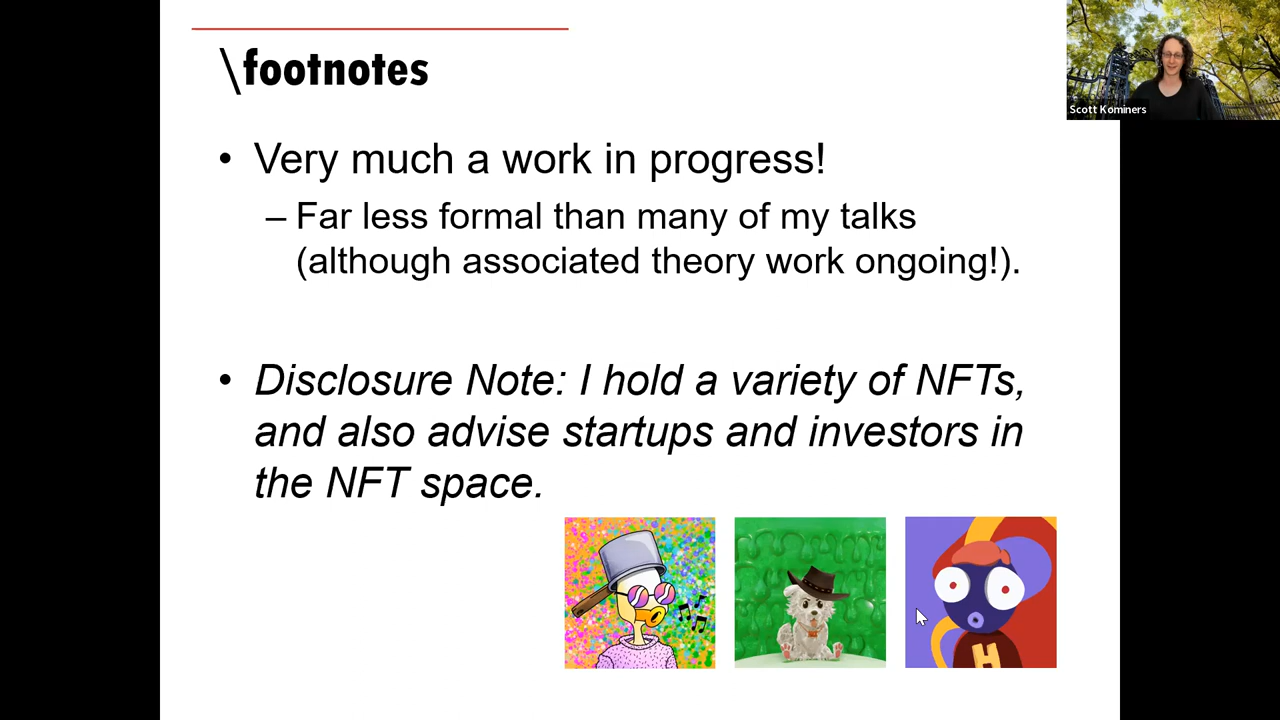 \footnotes
Scott Kominers
• Very much a work in progress!
– Far less formal than many of my talks
(although associated theory work ongoing!).
• Disclosure Note: I hold a variety of NFTs,
and also advise startups and investors in
the NFT space.
H